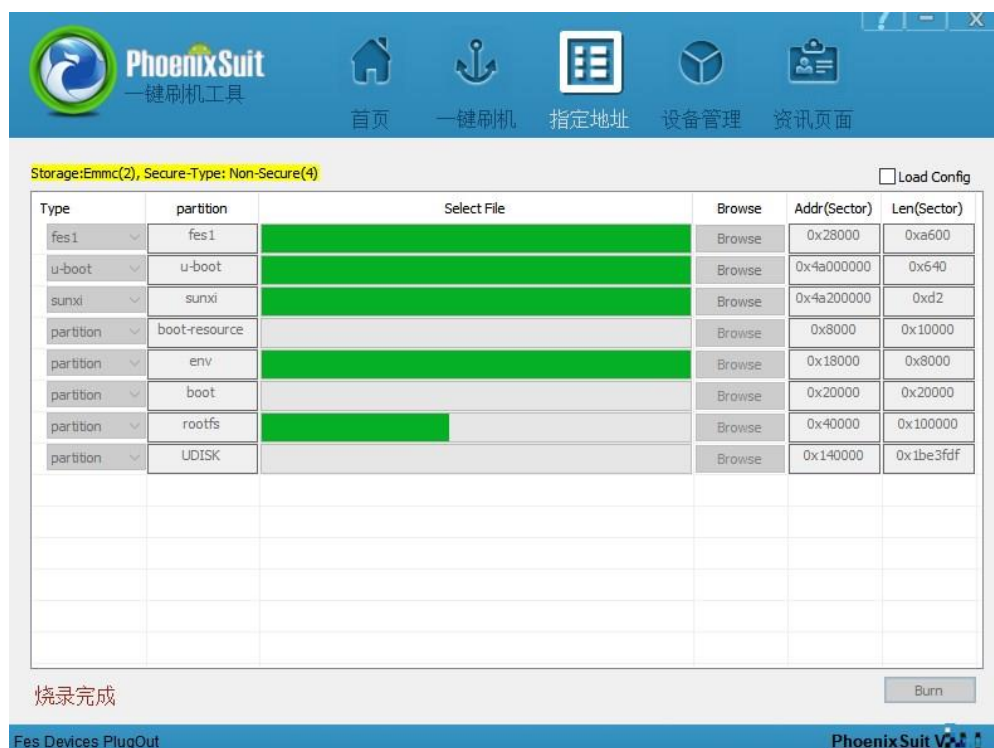 PhoenixSuit
一键刷机工具
首页 一键刷机 指定地址 设备管理 资讯页面
Storage:Emmc(2), Secure-Type: Non-Secure(4)
Load Config
Type partition Select File Browse Addr(Sector) Len(Sector)
fes1 fes1 Browse 0x28000 0xa600
u-boot u-boot Browse 0x4a000000 0x640
sunxi sunxi Browse 0x4a200000 0xd2
partition boot-resource Browse 0x8000 0x10000
partition env Browse 0x18000 0x8000
partition boot Browse 0x20000 0x20000
partition rootfs Browse 0x40000 0x100000
partition UDISK Browse 0x140000 0x1be3fdf
烧录完成 Burn
Fes Devices PlugOut PhoenixSuit